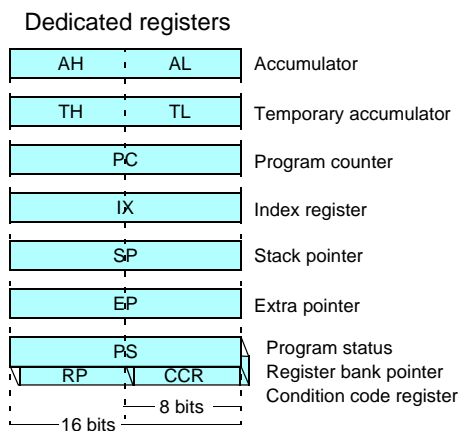 Dedicated registers
AH AL Accumulator
TH TL Temporary accumulator
PC Program counter
IX Index register
SP Stack pointer
EP Extra pointer
PS Program status
RP CCR Register bank pointer
Condition code register
8 bits
16 bits